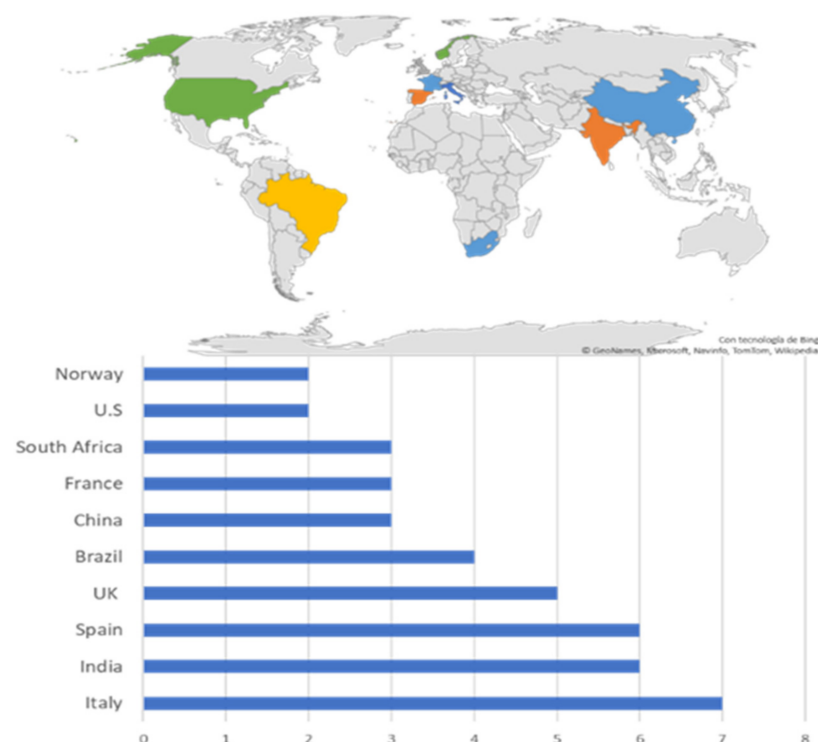 Con tecnología de Bing
© GeoNames, Microsoft, Navinfo, TomTom, Wikipedia
Norway
U.S
South Africa
France
China
Brazil
UK
Spain
India
Italy
0 1 2 3 4 5 6 7 8